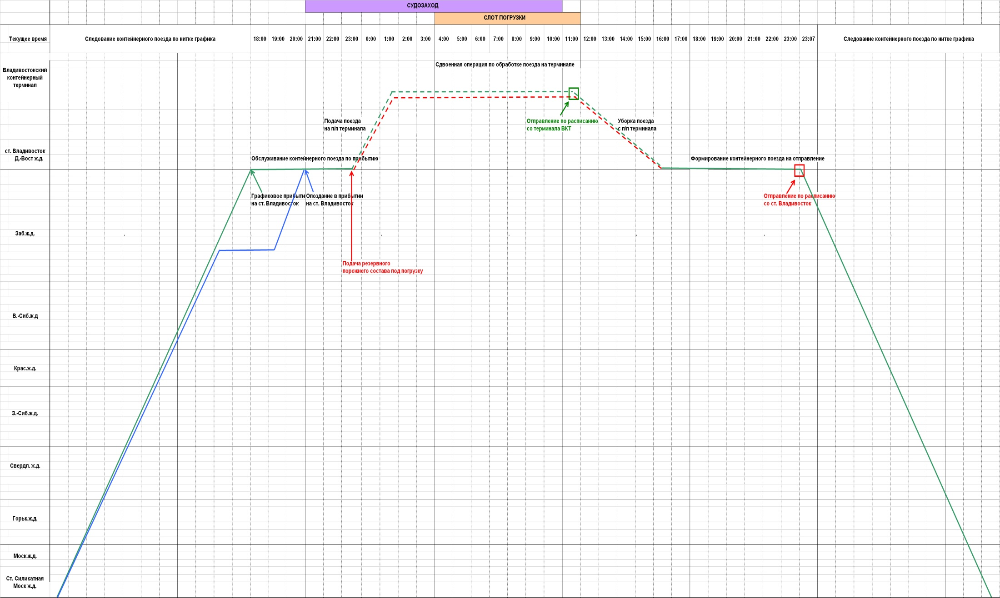 СУДОЗАХОД
СЛОТ ПОГРУЗКИ
Текущее время
Следование контейнерного поезда по нитке графика
18:00 19:00 20:00 21:00 22:00 23:00 0:00 1:00 2:00 3:00 4:00 5:00 6:00 7:00 8:00 9:00 10:00 11:00 12:00 13:00 14:00 15:00 16:00 17:00 18:00 19:00 20:00 21:00 22:00 23:00 23:07
Следование контейнерного поезда по нитке графика
Владивостокский
контейнерный
терминал
Сдвоенная операция по обработке поезда на терминале
Подача поезда
на п/п терминала
Отправление по расписанию
со терминала ВКТ
Уборка поезда
с п/п терминала
ст. Владивосток
Д.-Вост ж.д.
Обслуживание контейнерного поезда по прибытию
Формирование контейнерного поезда на отправление
Графиковое прибыти
на ст. Владивосток
Опоздание в прибытии
на ст. Владивосток
Отправление по расписанию
со ст. Владивосток
Заб.ж.д.
Подача резервного
порожнего состава под погрузку
В.-Сиб.ж.д
Крас.ж.д.
З.-Сиб.ж.д.
Свердл. ж.д.
Горьк.ж.д.
Моск.ж.д.
Ст. Силикатная
Моск ж.д.